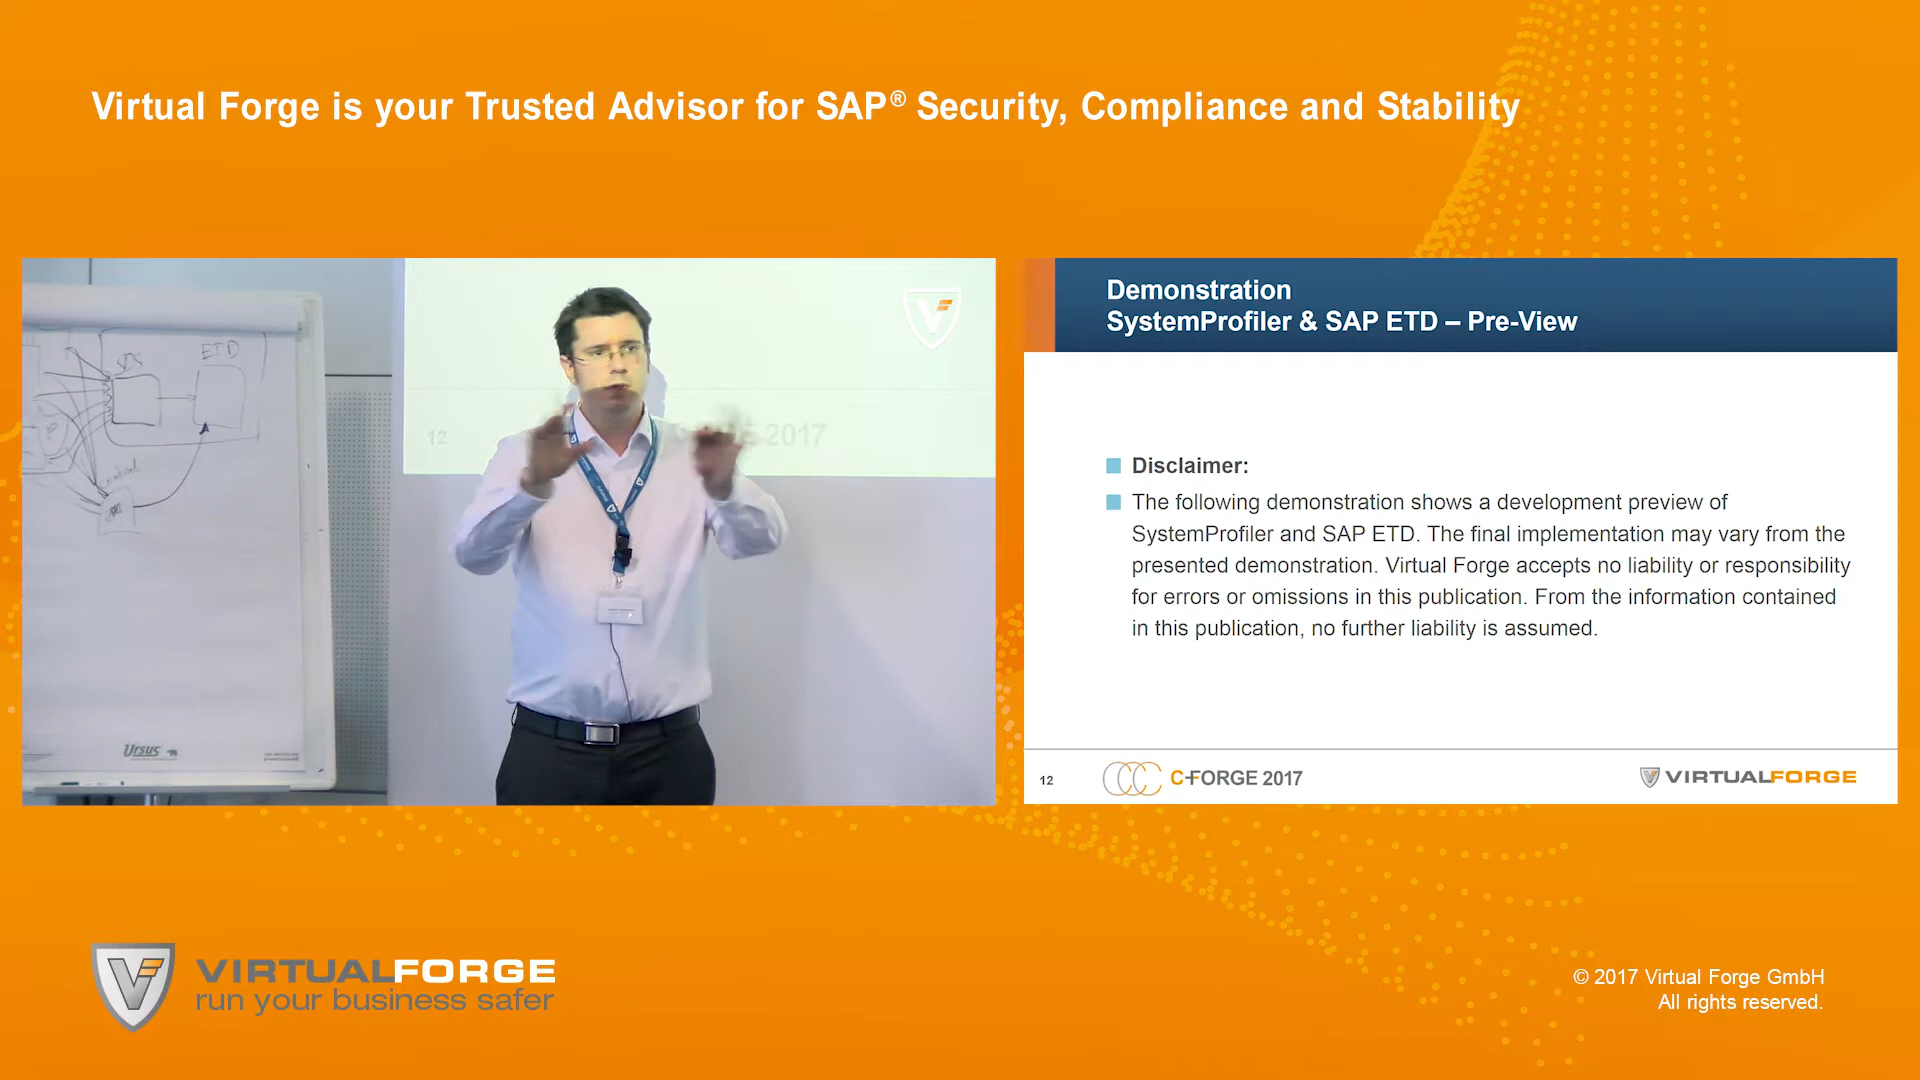 Virtual Forge is your Trusted Advisor for SAP® Security, Compliance and Stability
SDS
ETD
12
2017
Ursus
Demonstration
SystemProfiler & SAP ETD – Pre-View
Disclaimer:
The following demonstration shows a development preview of
SystemProfiler and SAP ETD. The final implementation may vary from the
presented demonstration. Virtual Forge accepts no liability or responsibility
for errors or omissions in this publication. From the information contained
in this publication, no further liability is assumed.
12
C-FORGE 2017
VIRTUALFORGE
VIRTUALFORGE
run your business safer
© 2017 Virtual Forge GmbH
All rights reserved.